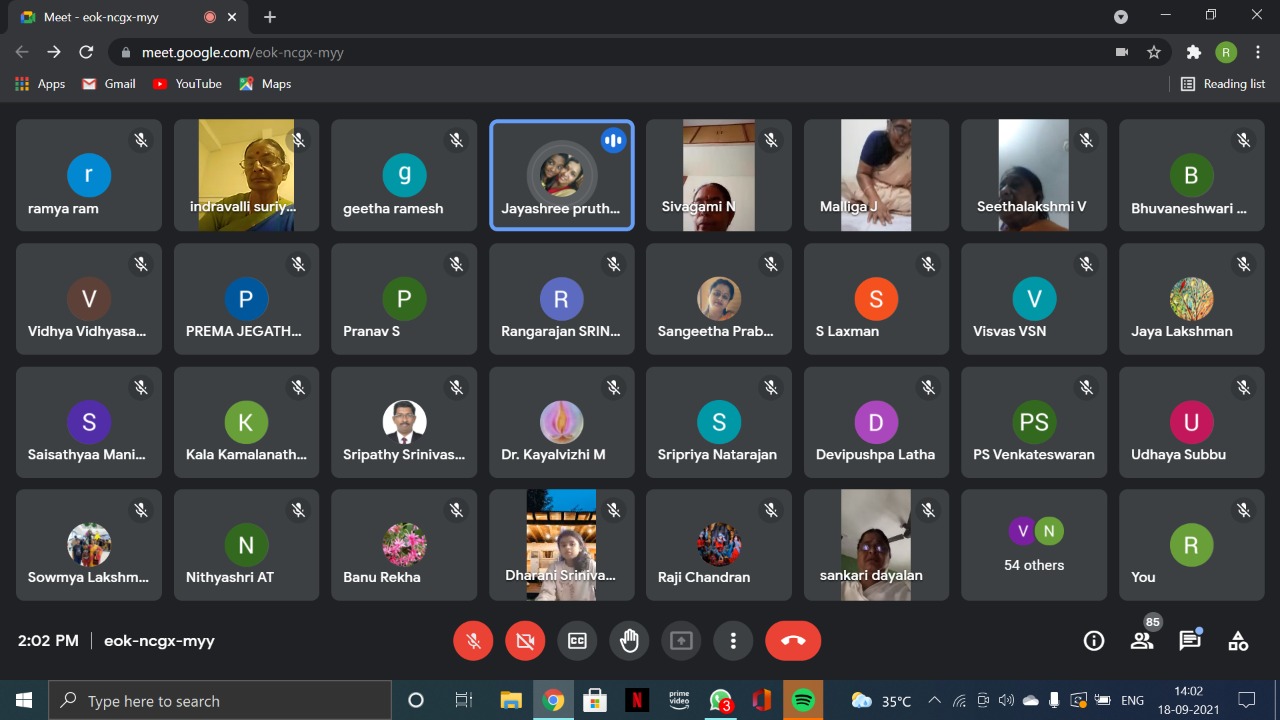 Meet - eok-ncgx-myy
meet.google.com/eok-ncgx-myy
R
Apps
Gmail
YouTube
Maps
Reading list
r
ramya ram
indravalli suriy...
g
geetha ramesh
Jayashree pruth...
Sivagami N
Malliga J
Seethalakshmi V
B
Bhuvaneshwari ...
V
Vidhya Vidhyasa...
P
PREMA JEGATH...
P
Pranav S
R
Rangarajan SRIN...
Sangeetha Prab...
S
S Laxman
V
Visvas VSN
Jaya Lakshman
S
Saisathyaa Mani...
K
Kala Kamalanath...
Sripathy Srinivas...
Dr. Kayalvizhi M
S
Sripriya Natarajan
D
Devipushpa Latha
PS
PS Venkateswaran
U
Udhaya Subbu
Sowmya Lakshm...
N
Nithyashri AT
Banu Rekha
Dharani Sriniva...
Raji Chandran
sankari dayalan
V N
54 others
R
You
2:02 PM | eok-ncgx-myy
CC
85
Type here to search
N
prime video
3
35°C
ENG
14:02
18-09-2021